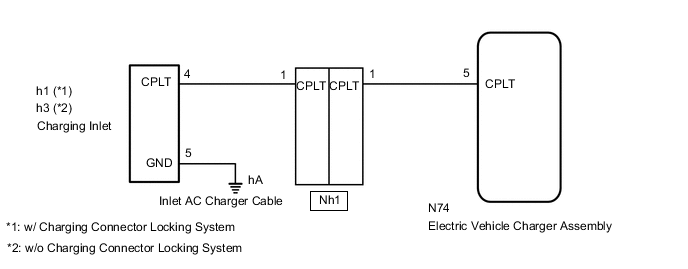 4
1
1
5
CPLT
CPLT
CPLT
CPLT
h1 (*1)
h3 (*2)
Charging Inlet
GND
5
hA
Inlet AC Charger Cable
Nh1
N74
Electric Vehicle Charger Assembly
*1: w/ Charging Connector Locking System
*2: w/o Charging Connector Locking System